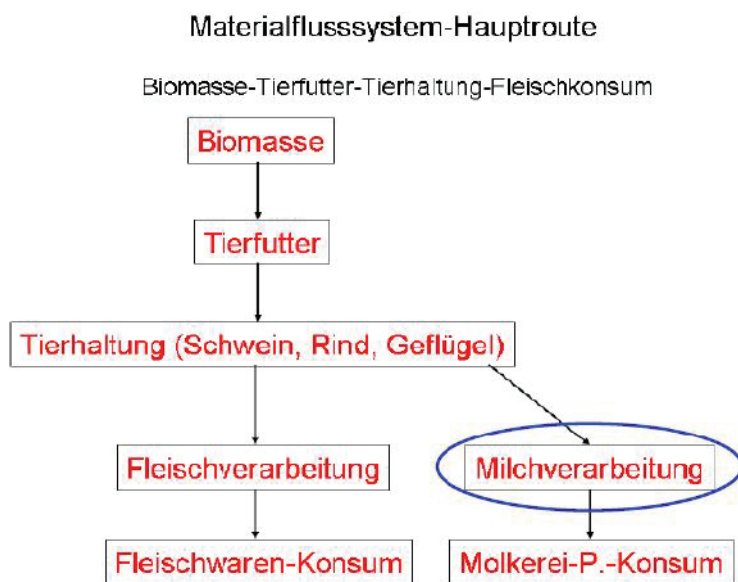 Materialflusssystem-Hauptroute
Biomasse-Tierfutter-Tierhaltung-Fleischkonsum
Biomasse
Tierfutter
Tierhaltung (Schwein, Rind, Geflügel)
Fleischverarbeitung
Milchverarbeitung
Fleischwaren-Konsum
Molkerei-P.-Konsum